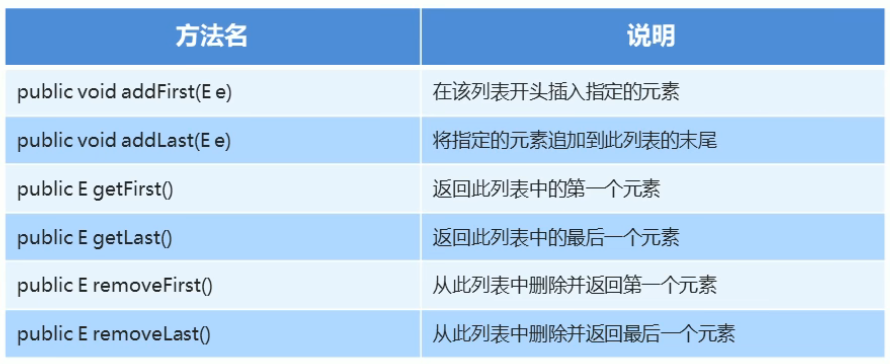 方法名 说明
public void addFirst(E e) 在该列表开头插入指定的元素
public void addLast(E e) 将指定的元素追加到此列表的末尾
public E getFirst() 返回此列表中的第一个元素
public E getLast() 返回此列表中的最后一个元素
public E removeFirst() 从此列表中删除并返回第一个元素
public E removeLast() 从此列表中删除并返回最后一个元素